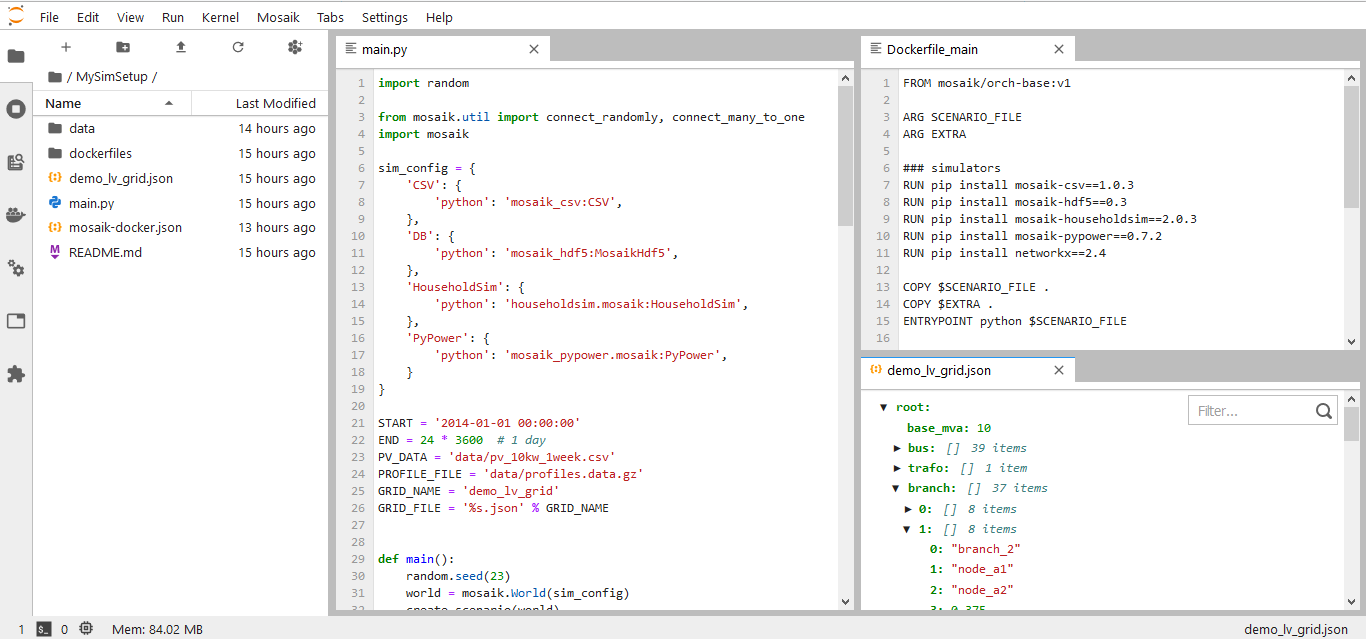 File Edit View Run Kernel Mosaik Tabs Settings Help
/ MySimSetup /
Name Last Modified
data 14 hours ago
dockerfiles 15 hours ago
demo_lv_grid.json 15 hours ago
main.py 15 hours ago
mosaik-docker.json 13 hours ago
README.md 15 hours ago
main.py
1 import random
2
3 from mosaik.util import connect_randomly, connect_many_to_one
4 import mosaik
5
6 sim_config = {
7 'CSV': {
8 'python': 'mosaik_csv:CSV',
9 },
10 'DB': {
11 'python': 'mosaik_hdf5:MosaikHdf5',
12 },
13 'HouseholdSim': {
14 'python': 'householdsim.mosaik:HouseholdSim',
15 },
16 'PyPower': {
17 'python': 'mosaik_pypower.mosaik:PyPower',
18 }
19 }
20
21 START = '2014-01-01 00:00:00'
22 END = 24 * 3600 # 1 day
23 PV_DATA = 'data/pv_10kw_1week.csv'
24 PROFILE_FILE = 'data/profiles.data.gz'
25 GRID_NAME = 'demo_lv_grid'
26 GRID_FILE = '%s.json' % GRID_NAME
27
28
29 def main():
30 random.seed(23)
31 world = mosaik.World(sim_config)
32 create_scenario(world)
Dockerfile_main
1 FROM mosaik/orch-base:v1
2
3 ARG SCENARIO_FILE
4 ARG EXTRA
5
6 ### simulators
7 RUN pip install mosaik-csv==1.0.3
8 RUN pip install mosaik-hdf5==0.3
9 RUN pip install mosaik-householdsim==2.0.3
10 RUN pip install mosaik-pypower==0.7.2
11 RUN pip install networkx==2.4
12
13 COPY $SCENARIO_FILE .
14 COPY $EXTRA .
15 ENTRYPOINT python $SCENARIO_FILE
16
demo_lv_grid.json
Filter...
root:
base_mva: 10
bus: [] 39 items
trafo: [] 1 item
branch: [] 37 items
0: [] 8 items
1: [] 8 items
0: "branch_2"
1: "node_a1"
2: "node_a2"
3: 0.375
1 $_ 0 Mem: 84.02 MB demo_lv_grid.json